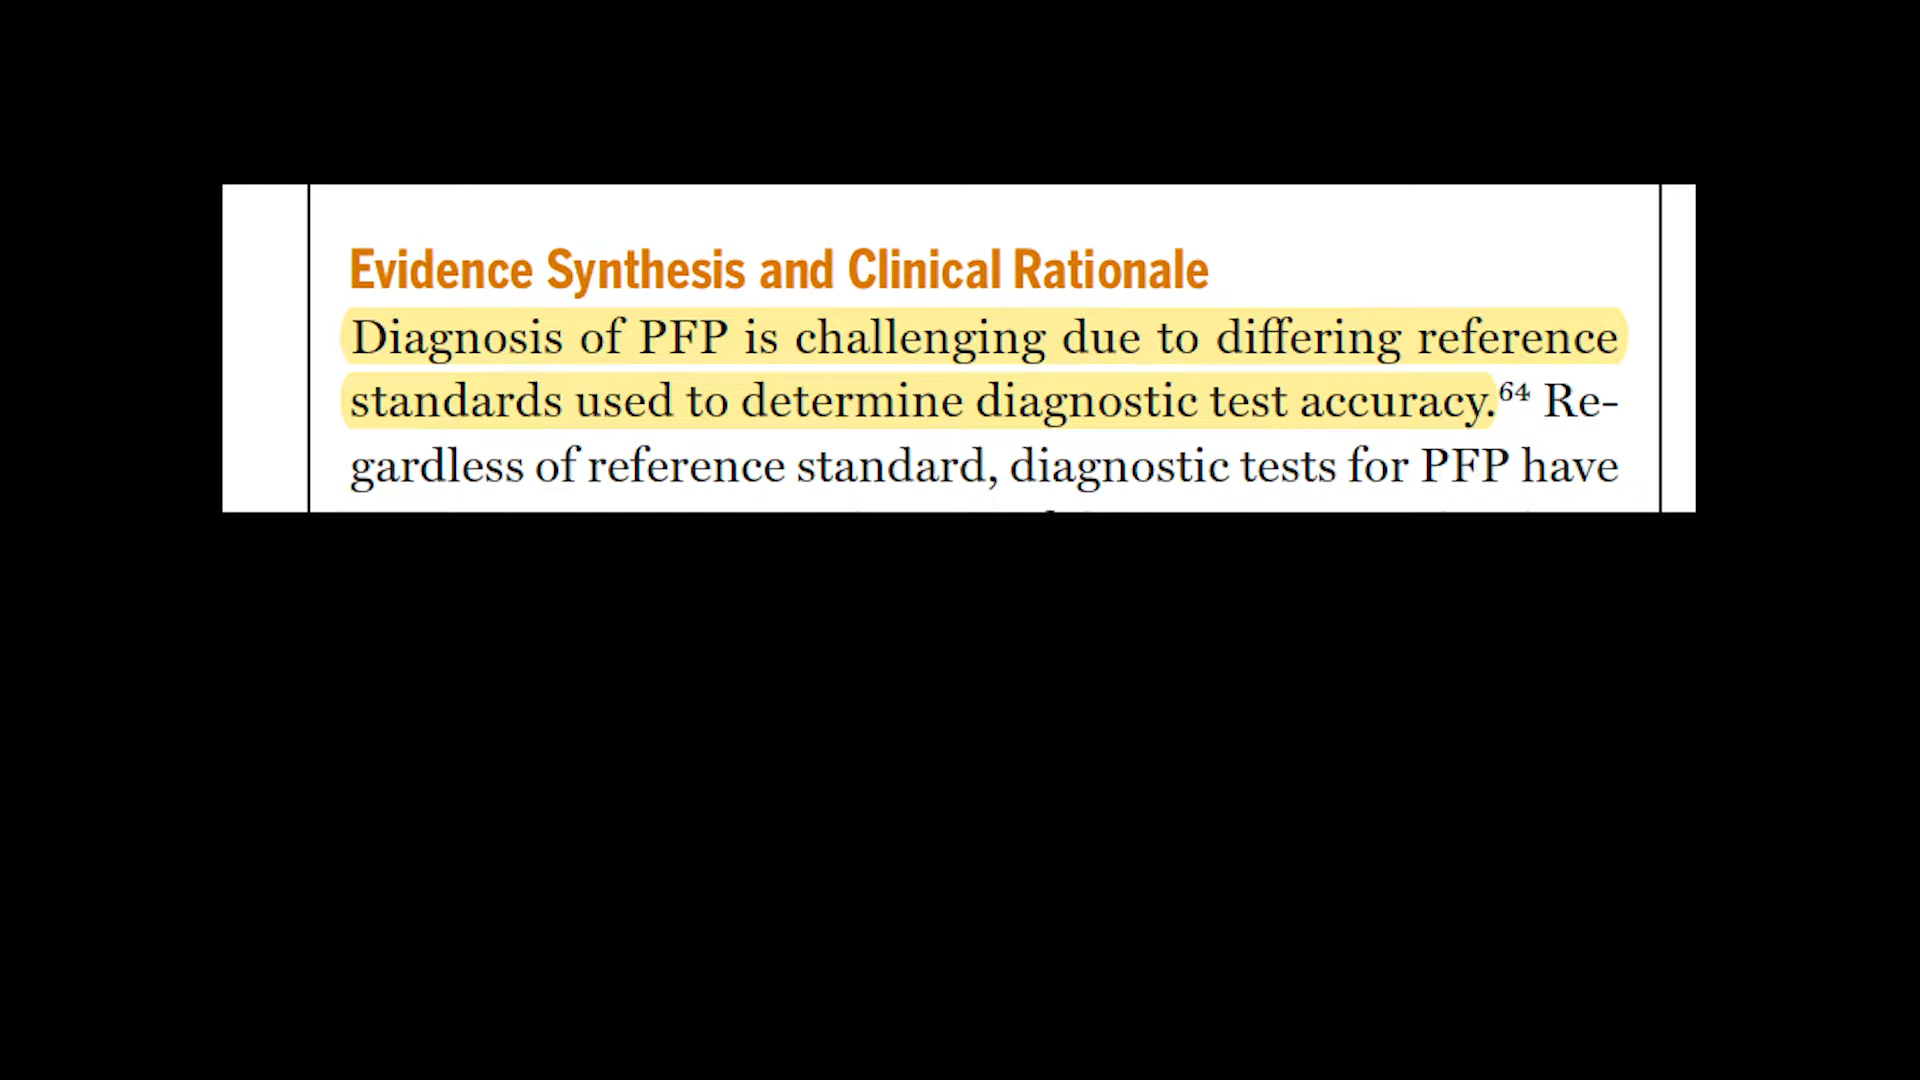 Evidence Synthesis and Clinical Rationale
Diagnosis of PFP is challenging due to differing reference
standards used to determine diagnostic test accuracy.⁶⁴ Re-
gardless of reference standard, diagnostic tests for PFP have